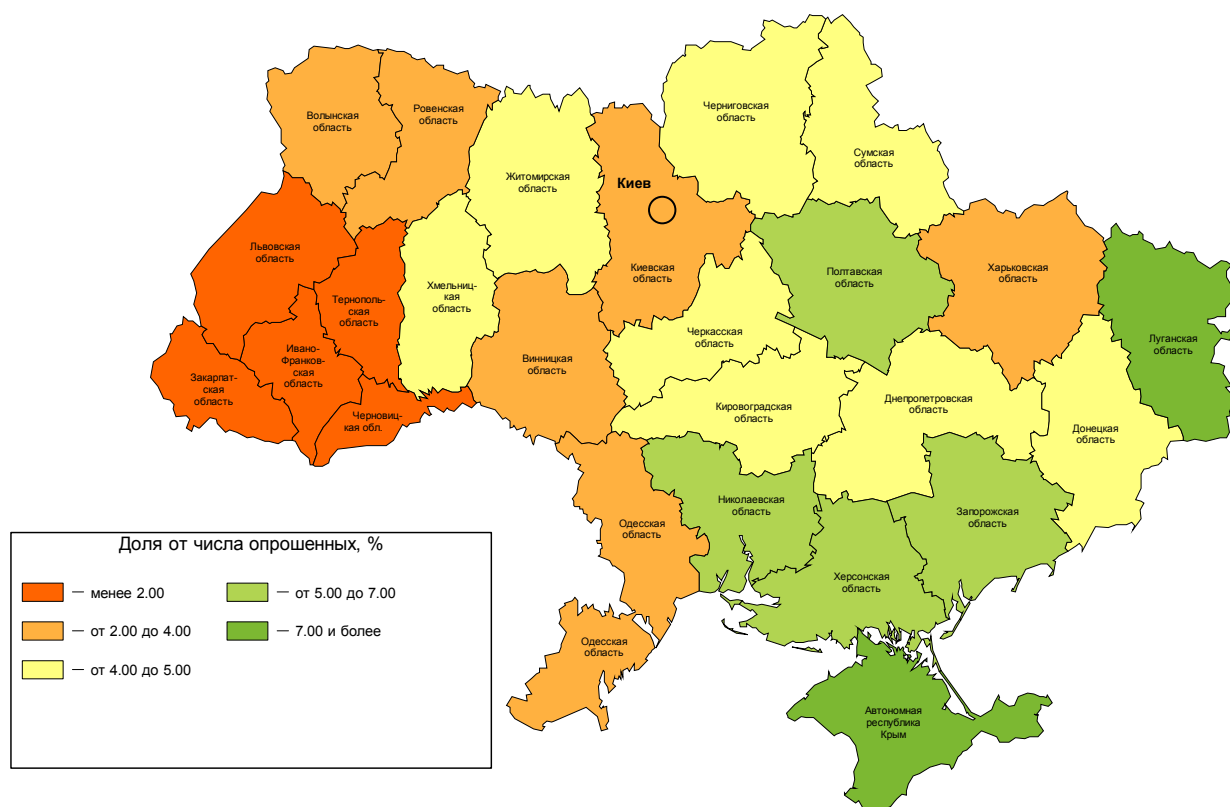 Волынская
область
Ровенская
область
Житомирская
область
Киев
Киевская
область
Черниговская
область
Сумская
область
Львовская
область
Тернополь-
ская
область
Хмельниц-
кая
область
Ивано-
Франков-
ская
область
Закарпат-
ская
область
Черновиц-
кая обл.
Винницкая
область
Черкасская
область
Полтавская
область
Харьковская
область
Луганская
область
Кировоградская
область
Днепропетровская
область
Донецкая
область
Одесская
область
Николаевская
область
Запорожская
область
Херсонская
область
Одесская
область
Автономная
республика
Крым
Доля от числа опрошенных, %
— менее 2.00
— от 2.00 до 4.00
— от 4.00 до 5.00
— от 5.00 до 7.00
— 7.00 и более